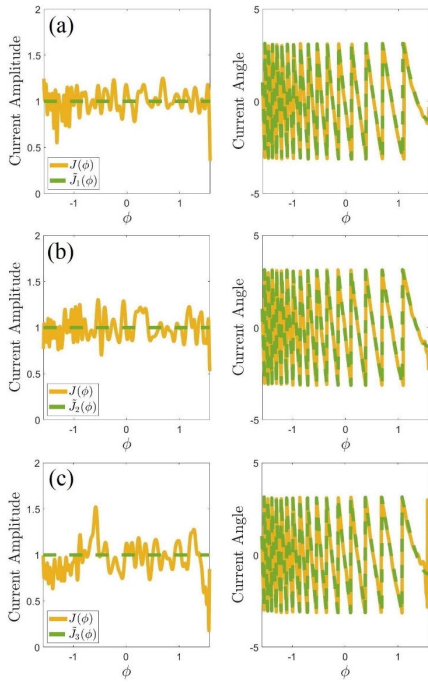 (a)
Current Amplitude
2
1.5
1
0.5
0
J(ϕ)
J̃₁(ϕ)
-1 0 1
ϕ
Current Angle
5
0
-5
-1 0 1
ϕ
(b)
Current Amplitude
2
1.5
1
0.5
0
J(ϕ)
J̃₂(ϕ)
-1 0 1
ϕ
Current Angle
5
0
-5
-1 0 1
ϕ
(c)
Current Amplitude
2
1.5
1
0.5
0
J(ϕ)
J̃₃(ϕ)
-1 0 1
ϕ
Current Angle
5
0
-5
-1 0 1
ϕ